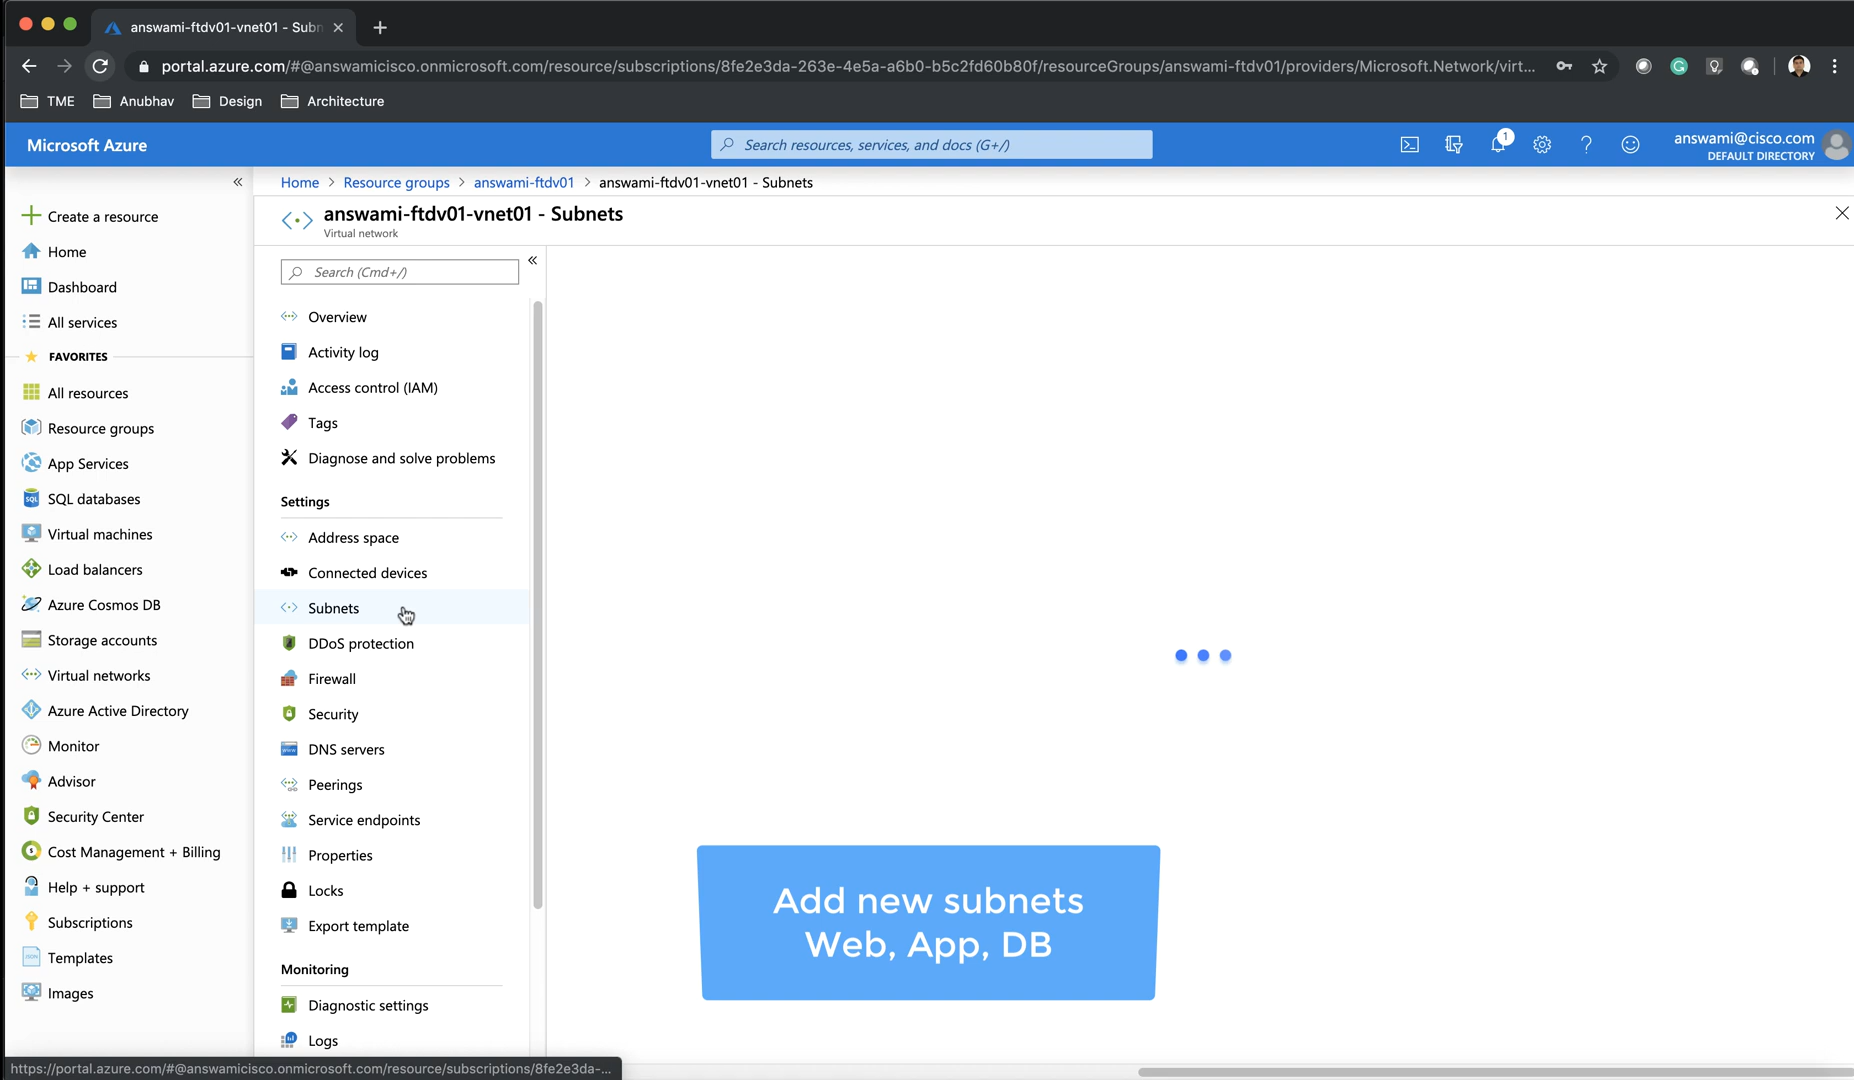 answami-ftdv01-vnet01 - Subn
portal.azure.com/#@answamicisco.onmicrosoft.com/resource/subscriptions/8fe2e3da-263e-4e5a-a6b0-b5c2fd60b80f/resourceGroups/answami-ftdv01/providers/Microsoft.Network/virt...
TME Anubhav Design Architecture
Microsoft Azure
Search resources, services, and docs (G+/)
1
answami@cisco.com
DEFAULT DIRECTORY
Home > Resource groups > answami-ftdv01 > answami-ftdv01-vnet01 - Subnets
answami-ftdv01-vnet01 - Subnets
Virtual network
Create a resource
Home
Dashboard
All services
FAVORITES
All resources
Resource groups
App Services
SQL databases
Virtual machines
Load balancers
Azure Cosmos DB
Storage accounts
Virtual networks
Azure Active Directory
Monitor
Advisor
Security Center
Cost Management + Billing
Help + support
Subscriptions
Templates
Images
Search (Cmd+/)
Overview
Activity log
Access control (IAM)
Tags
Diagnose and solve problems
Settings
Address space
Connected devices
Subnets
DDoS protection
Firewall
Security
DNS servers
Peerings
Service endpoints
Properties
Locks
Export template
Monitoring
Diagnostic settings
Logs
Add new subnets
Web, App, DB
https://portal.azure.com/#@answamicisco.onmicrosoft.com/resource/subscriptions/8fe2e3da-...